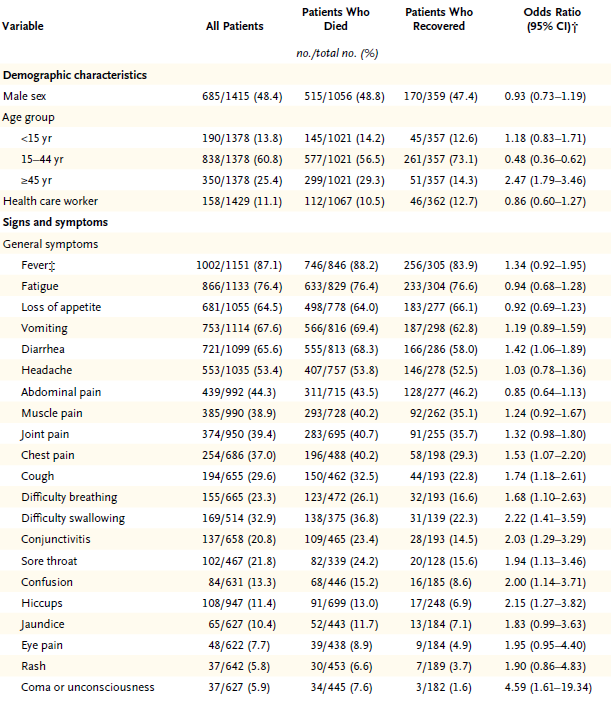 Variable All Patients Patients Who Died Patients Who Recovered Odds Ratio (95% CI)†
no./total no. (%)
Demographic characteristics
Male sex 685/1415 (48.4) 515/1056 (48.8) 170/359 (47.4) 0.93 (0.73–1.19)
Age group
<15 yr 190/1378 (13.8) 145/1021 (14.2) 45/357 (12.6) 1.18 (0.83–1.71)
15–44 yr 838/1378 (60.8) 577/1021 (56.5) 261/357 (73.1) 0.48 (0.36–0.62)
≥45 yr 350/1378 (25.4) 299/1021 (29.3) 51/357 (14.3) 2.47 (1.79–3.46)
Health care worker 158/1429 (11.1) 112/1067 (10.5) 46/362 (12.7) 0.86 (0.60–1.27)
Signs and symptoms
General symptoms
Fever‡ 1002/1151 (87.1) 746/846 (88.2) 256/305 (83.9) 1.34 (0.92–1.95)
Fatigue 866/1133 (76.4) 633/829 (76.4) 233/304 (76.6) 0.94 (0.68–1.28)
Loss of appetite 681/1055 (64.5) 498/778 (64.0) 183/277 (66.1) 0.92 (0.69–1.23)
Vomiting 753/1114 (67.6) 566/816 (69.4) 187/298 (62.8) 1.19 (0.89–1.59)
Diarrhea 721/1099 (65.6) 555/813 (68.3) 166/286 (58.0) 1.42 (1.06–1.89)
Headache 553/1035 (53.4) 407/757 (53.8) 146/278 (52.5) 1.03 (0.78–1.36)
Abdominal pain 439/992 (44.3) 311/715 (43.5) 128/277 (46.2) 0.85 (0.64–1.13)
Muscle pain 385/990 (38.9) 293/728 (40.2) 92/262 (35.1) 1.24 (0.92–1.67)
Joint pain 374/950 (39.4) 283/695 (40.7) 91/255 (35.7) 1.32 (0.98–1.80)
Chest pain 254/686 (37.0) 196/488 (40.2) 58/198 (29.3) 1.53 (1.07–2.20)
Cough 194/655 (29.6) 150/462 (32.5) 44/193 (22.8) 1.74 (1.18–2.61)
Difficulty breathing 155/665 (23.3) 123/472 (26.1) 32/193 (16.6) 1.68 (1.10–2.63)
Difficulty swallowing 169/514 (32.9) 138/375 (36.8) 31/139 (22.3) 2.22 (1.41–3.59)
Conjunctivitis 137/658 (20.8) 109/465 (23.4) 28/193 (14.5) 2.03 (1.29–3.29)
Sore throat 102/467 (21.8) 82/339 (24.2) 20/128 (15.6) 1.94 (1.13–3.46)
Confusion 84/631 (13.3) 68/446 (15.2) 16/185 (8.6) 2.00 (1.14–3.71)
Hiccups 108/947 (11.4) 91/699 (13.0) 17/248 (6.9) 2.15 (1.27–3.82)
Jaundice 65/627 (10.4) 52/443 (11.7) 13/184 (7.1) 1.83 (0.99–3.63)
Eye pain 48/622 (7.7) 39/438 (8.9) 9/184 (4.9) 1.95 (0.95–4.40)
Rash 37/642 (5.8) 30/453 (6.6) 7/189 (3.7) 1.90 (0.86–4.83)
Coma or unconsciousness 37/627 (5.9) 34/445 (7.6) 3/182 (1.6) 4.59 (1.61–19.34)